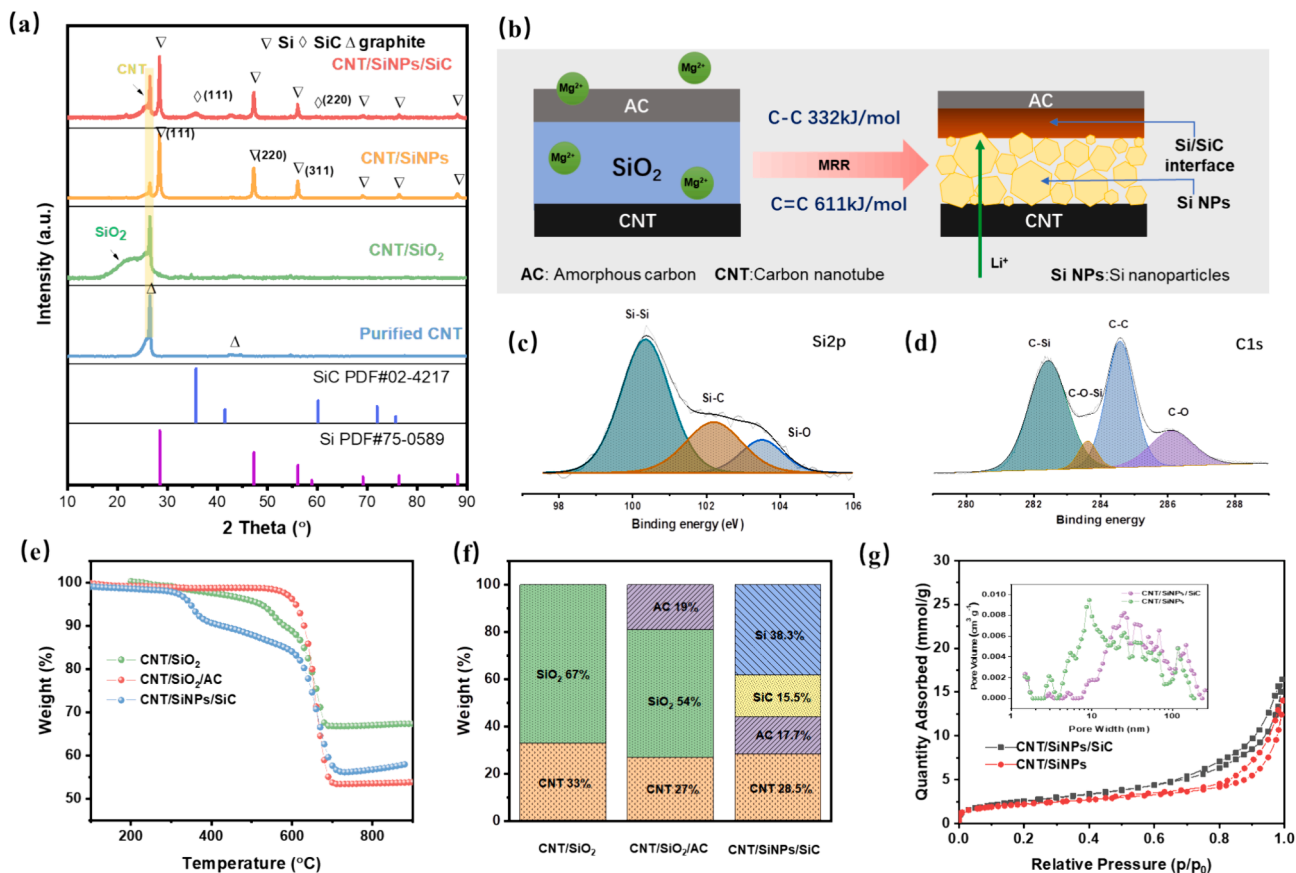 (a)
▽ Si ◊ SiC Δ graphite
CNT/SiNPs/SiC
CNT
(111)
(220)
(111)
(220)
(311)
CNT/SiNPs
SiO₂
CNT/SiO₂
Purified CNT
SiC PDF#02-4217
Si PDF#75-0589
Intensity (a.u.)
10 20 30 40 50 60 70 80 90
2 Theta (°)
(b)
Mg²⁺
Mg²⁺
AC
Mg²⁺
SiO₂
Mg²⁺
CNT
C-C 332kJ/mol
MRR
C=C 611kJ/mol
AC
CNT
Si/SiC
interface
Si NPs
Li⁺
AC: Amorphous carbon CNT:Carbon nanotube Si NPs:Si nanoparticles
(c)
Si2p
Si-Si
Si-C
Si-O
98 100 102 104 106
Binding energy (eV)
(d)
C1s
C-Si
C-O-Si
C-C
C-O
280 282 284 286 288
Binding energy
(e)
Weight (%)
100
90
80
70
60
50
CNT/SiO₂
CNT/SiO₂/AC
CNT/SiNPs/SiC
200 400 600 800
Temperature (°C)
(f)
Weight (%)
100
80
60
40
20
0
SiO₂ 67%
CNT 33%
AC 19%
SiO₂ 54%
CNT 27%
Si 38.3%
SiC 15.5%
AC 17.7%
CNT 28.5%
CNT/SiO₂ CNT/SiO₂/AC CNT/SiNPs/SiC
(g)
Quantity Adsorbed (mmol/g)
30
25
20
15
10
5
0
Pore Volume (cm³ g⁻¹)
0.010
0.008
0.006
0.004
0.002
0.000
CNT/SiNPs/SiC
CNT/SiNPs
1 10 100
Pore Width (nm)
CNT/SiNPs/SiC
CNT/SiNPs
0.0 0.2 0.4 0.6 0.8 1.0
Relative Pressure (p/p₀)